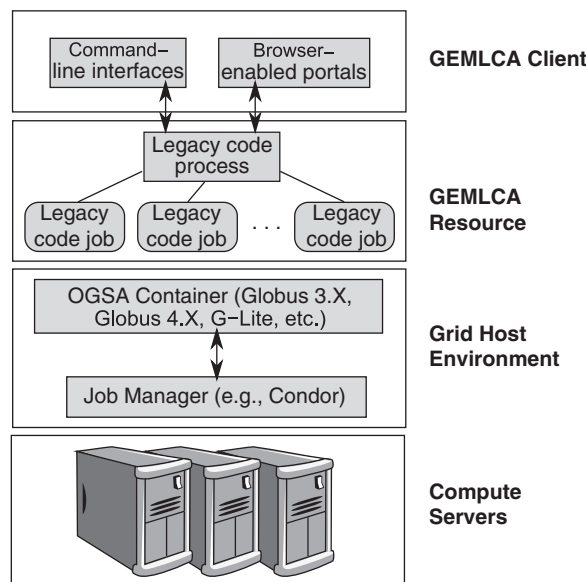 Command–
line interfaces
Browser–
enabled portals
GEMLCA Client
Legacy code
process
Legacy
code job
Legacy
code job
. . .
Legacy
code job
GEMLCA
Resource
OGSA Container (Globus 3.X,
Globus 4.X, G–Lite, etc.)
Job Manager (e.g., Condor)
Grid Host
Environment
Compute
Servers